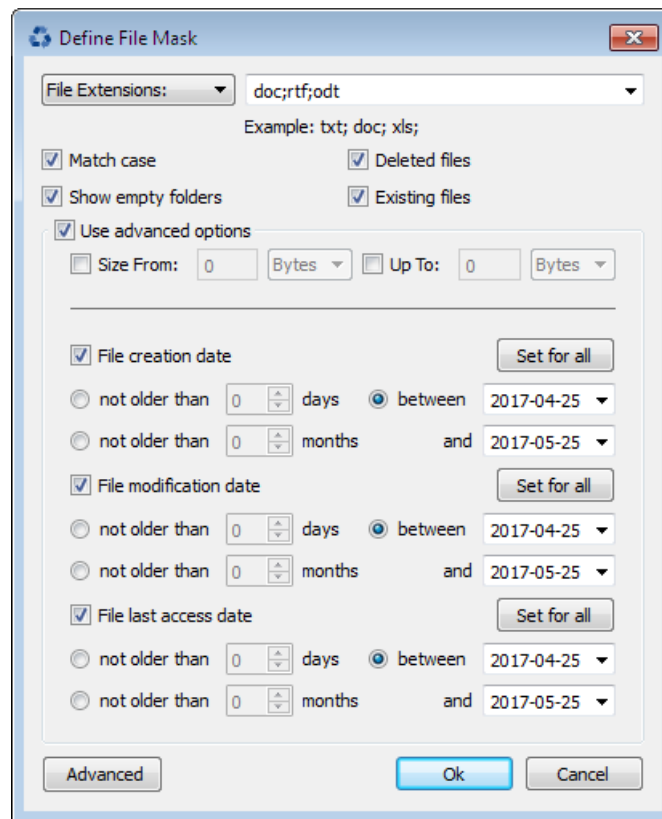 Define File Mask
File Extensions: doc;rtf;odt
Example: txt; doc; xls;
Match case Deleted files
Show empty folders Existing files
Use advanced options
Size From: 0 Bytes Up To: 0 Bytes
File creation date Set for all
not older than 0 days between 2017-04-25
not older than 0 months and 2017-05-25
File modification date Set for all
not older than 0 days between 2017-04-25
not older than 0 months and 2017-05-25
File last access date Set for all
not older than 0 days between 2017-04-25
not older than 0 months and 2017-05-25
Advanced Ok Cancel